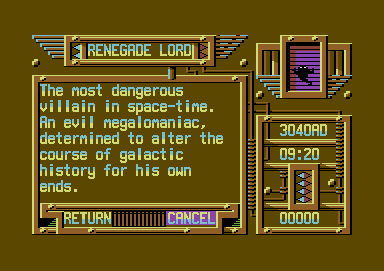 RENEGADE LORD
The most dangerous
villain in space-time.
An evil megalomaniac,
determined to alter the
course of galactic
history for his own
ends.
RETURN CANCEL
3040AD
09:20
00000